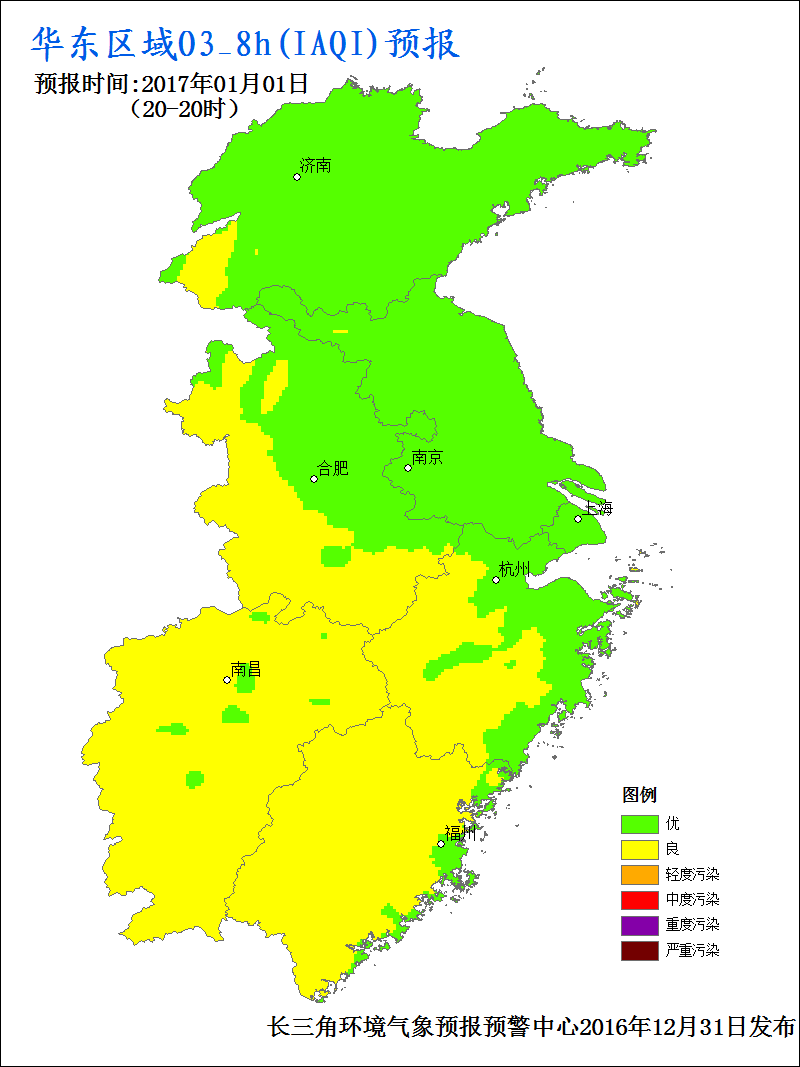 华东区域O3_8h(IAQI)预报
预报时间:2017年01月01日
（20-20时）
济南
合肥
南京
上海
杭州
南昌
福州
图例
优
良
轻度污染
中度污染
重度污染
严重污染
长三角环境气象预报预警中心2016年12月31日发布